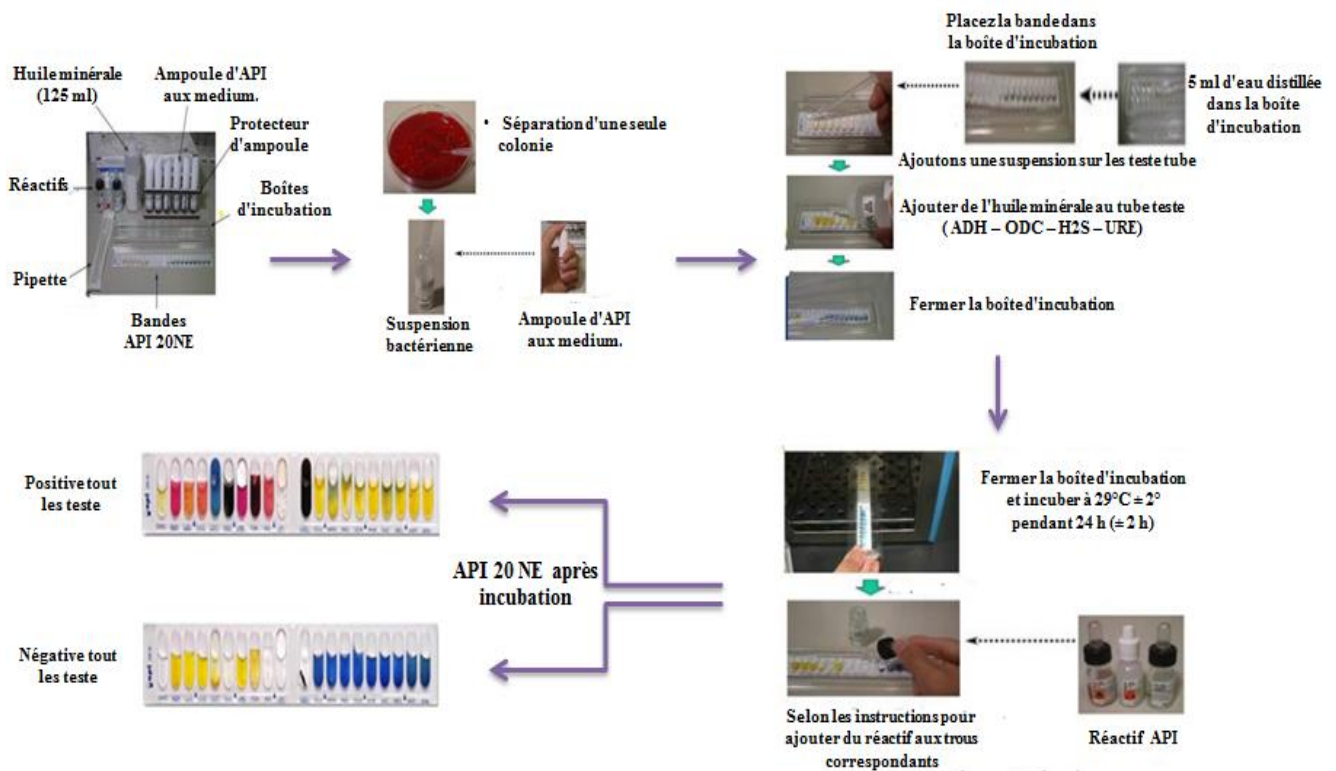 Huile minérale
(125 ml)
Ampoule d'API
aux medium.
Protecteur
d'ampoule
Réactifs
Boîtes
d'incubation
Pipette
Bandes
API 20NE
• Séparation d'une seule
colonie
Suspension
bactérienne
Ampoule d'API
aux medium.
Placez la bande dans
la boîte d'incubation
5 ml d'eau distillée
dans la boîte
d'incubation
Ajoutons une suspension sur les teste tube
Ajouter de l'huile minérale au tube teste
( ADH – ODC – H2S – URE)
Fermer la boîte d'incubation
Fermer la boîte d'incubation
et incuber à 29°C ± 2°
pendant 24 h (± 2 h)
Selon les instructions pour
ajouter du réactif aux trous
correspondants
Réactif API
API 20 NE après
incubation
Positive tout
les teste
Négative tout
les teste